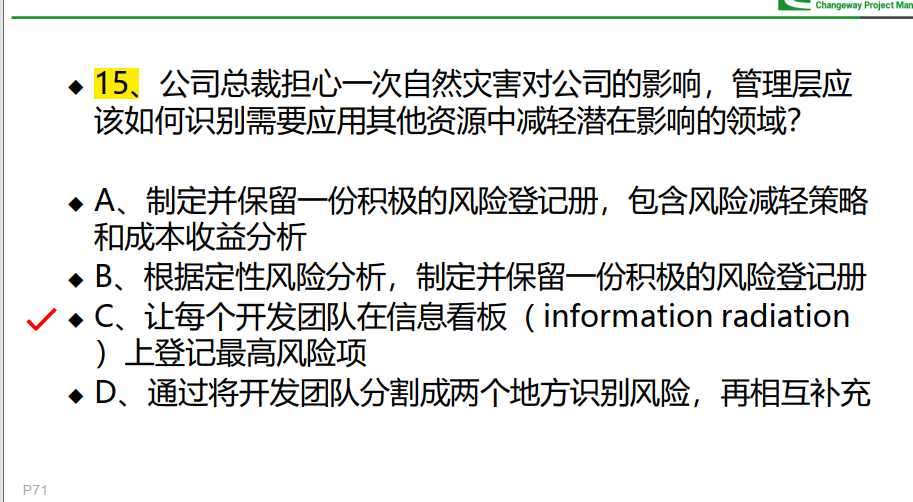 Changeway Project Man
◆ 15、公司总裁担心一次自然灾害对公司的影响，管理层应
该如何识别需要应用其他资源中减轻潜在影响的领域？
◆ A、制定并保留一份积极的风险登记册，包含风险减轻策略
和成本收益分析
◆ B、根据定性风险分析，制定并保留一份积极的风险登记册
◆ C、让每个开发团队在信息看板（ information radiation
）上登记最高风险项
◆ D、通过将开发团队分割成两个地方识别风险，再相互补充
P71